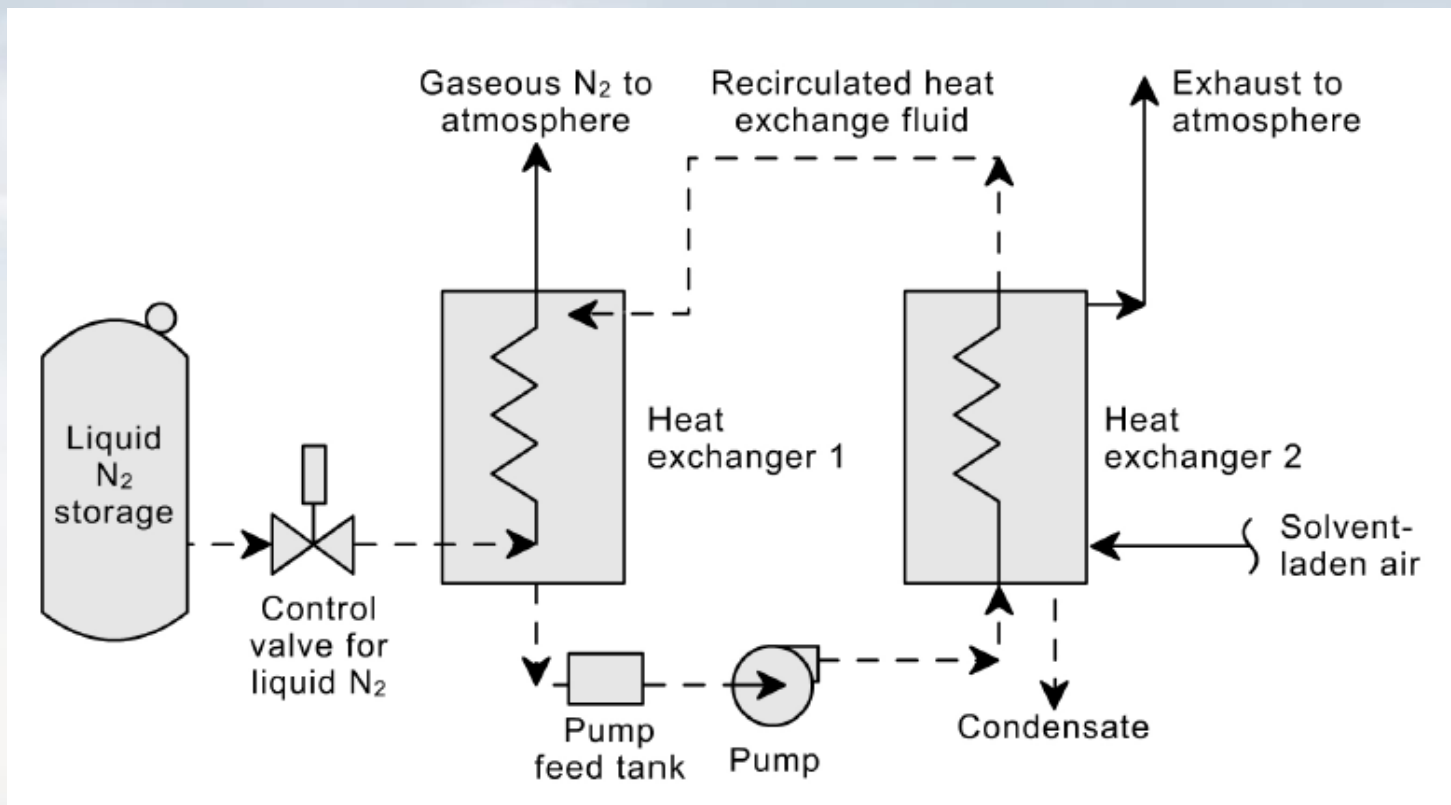 Gaseous N₂ to
atmosphere
Recirculated heat
exchange fluid
Exhaust to
atmosphere
Liquid
N₂
storage
Heat
exchanger 1
Heat
exchanger 2
Solvent-
laden air
Control
valve for
liquid N₂
Pump
feed tank
Pump
Condensate